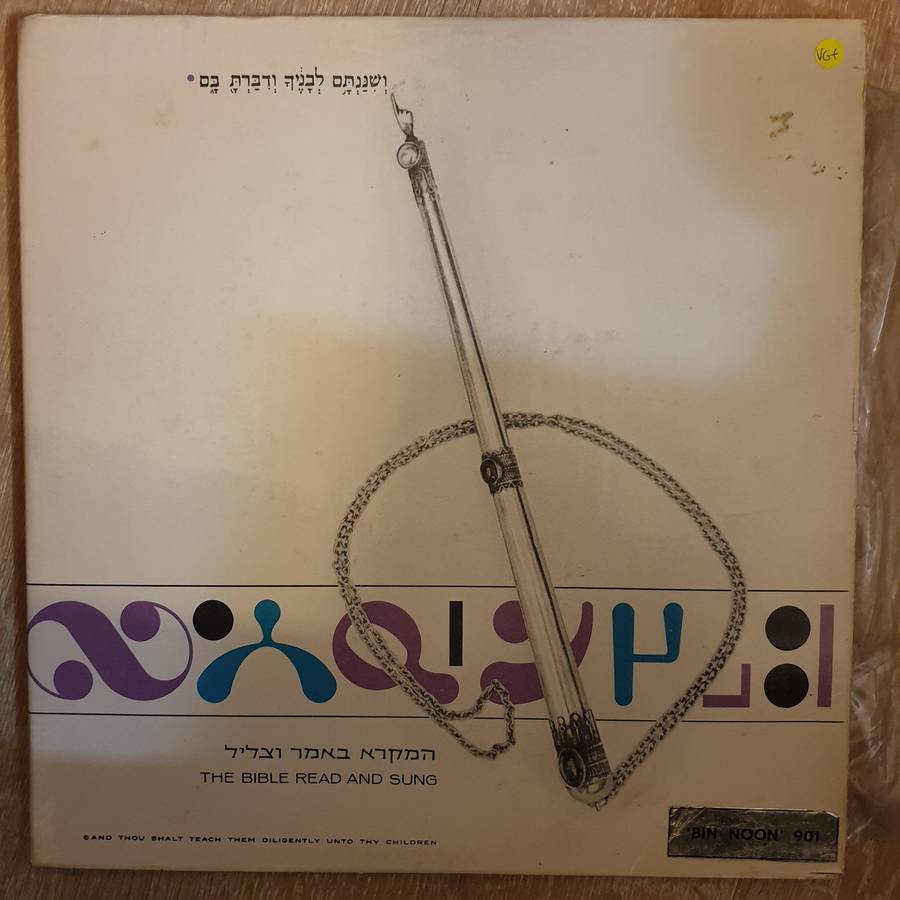 VG+
וְשִׁנַּנְתָּם לְבָנֶיךָ וְדִבַּרְתָּ בָּם
המקרא באמר וצליל
THE BIBLE READ AND SUNG
&AND THOU SHALT TEACH THEM DILIGENTLY UNTO THY CHILDREN
'BIN NOON' 901